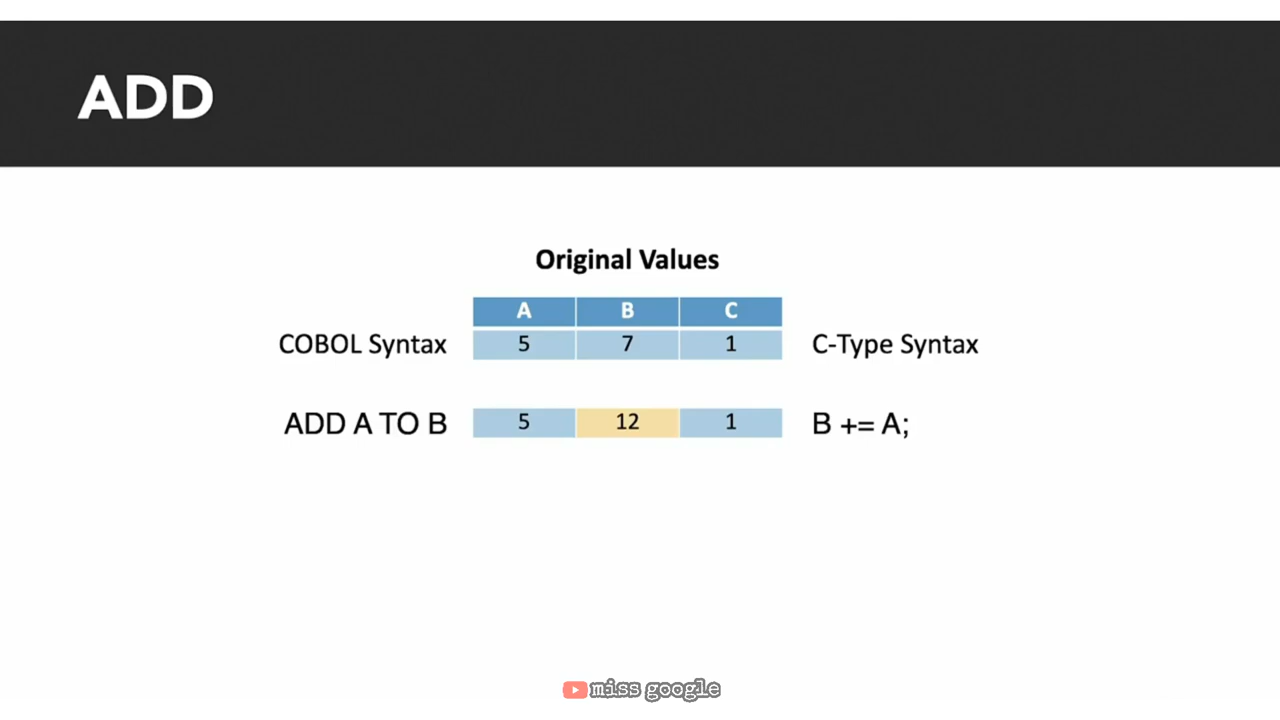 ADD
Original Values
A B C
COBOL Syntax 5 7 1 C-Type Syntax
ADD A TO B 5 12 1 B += A;
miss google